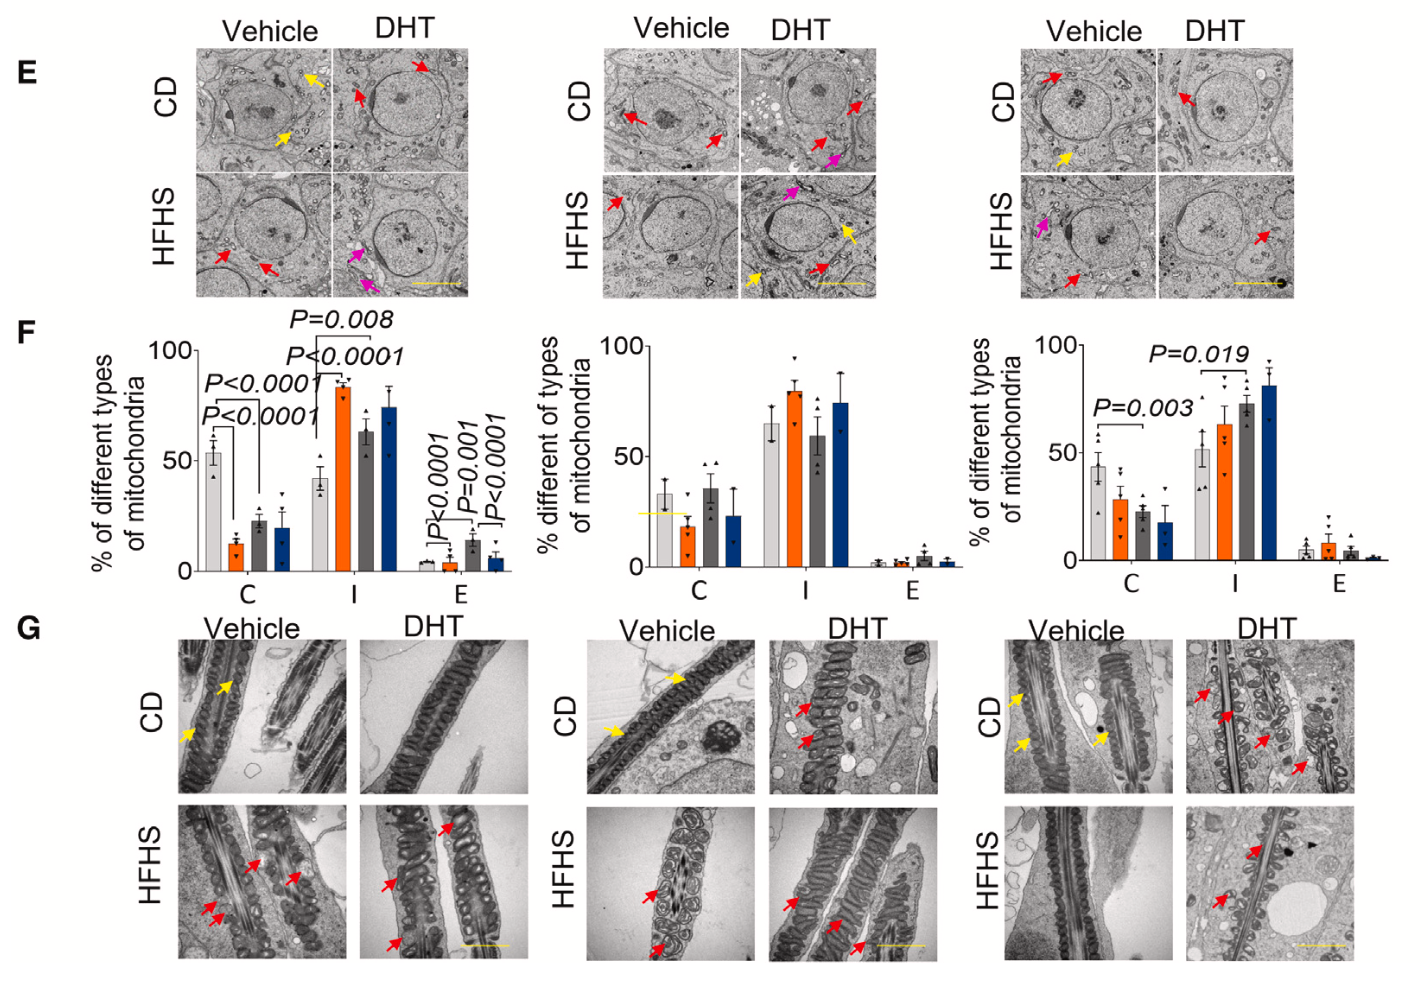 E
Vehicle DHT
Vehicle DHT
Vehicle DHT
CD
CD
CD
HFHS
HFHS
HFHS
F
% of different types
of mitochondria
100
50
0
P<0.0001
P<0.0001
P=0.008
P<0.0001
P<0.0001
P=0.001
P<0.0001
C I E
% different of types
of mitochondria
100
50
0
C I E
% of different types
of mitochondria
100
50
0
P=0.003
P=0.019
C I E
G
Vehicle DHT
Vehicle DHT
Vehicle DHT
CD
CD
CD
HFHS
HFHS
HFHS